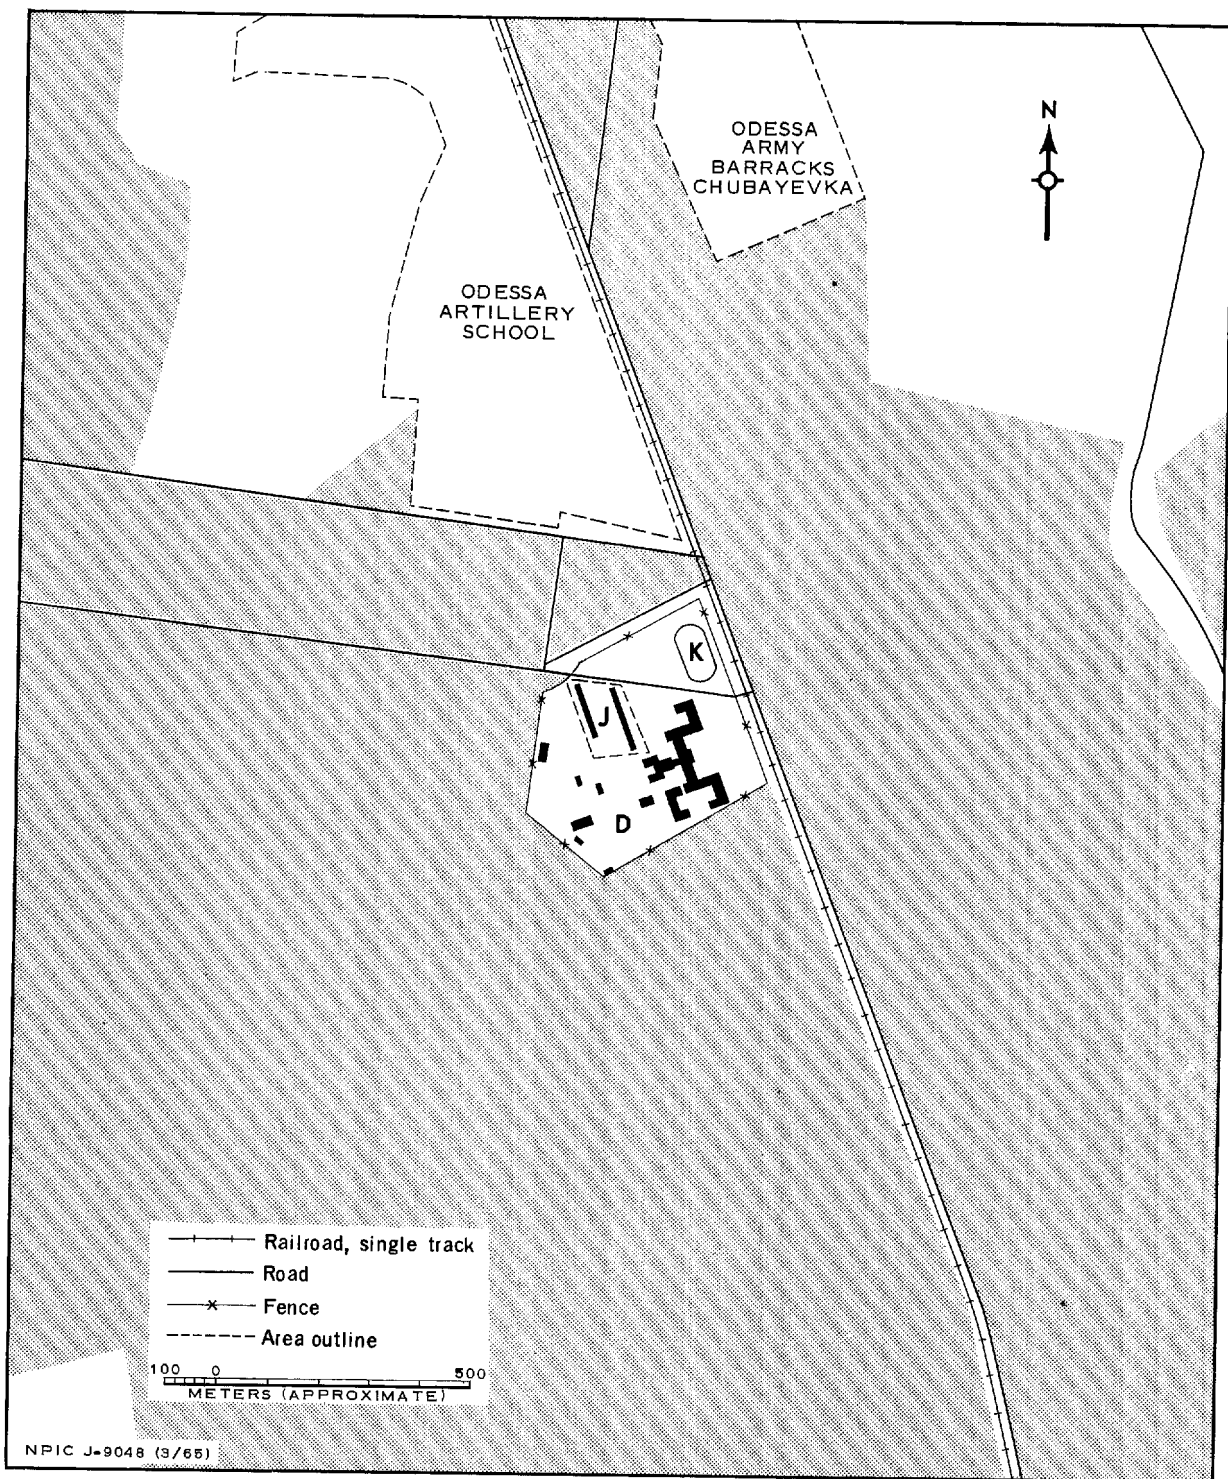 ODESSA
ARMY
BARRACKS
CHUBAYEVKA
N
ODESSA
ARTILLERY
SCHOOL
K
J
D
Railroad, single track
Road
Fence
Area outline
100 0 500
METERS (APPROXIMATE)
NPIC J-9048 (3/65)